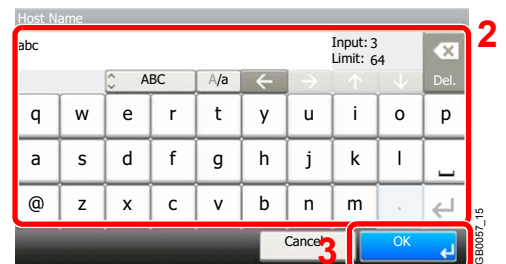 Host Name
abc
Input: 3
Limit: 64
2
ABC A/a Del.
q w e r t y u i o p
a s d f g h j k l
@ z x c v b n m .
Cancel 3 OK
GB0057_15